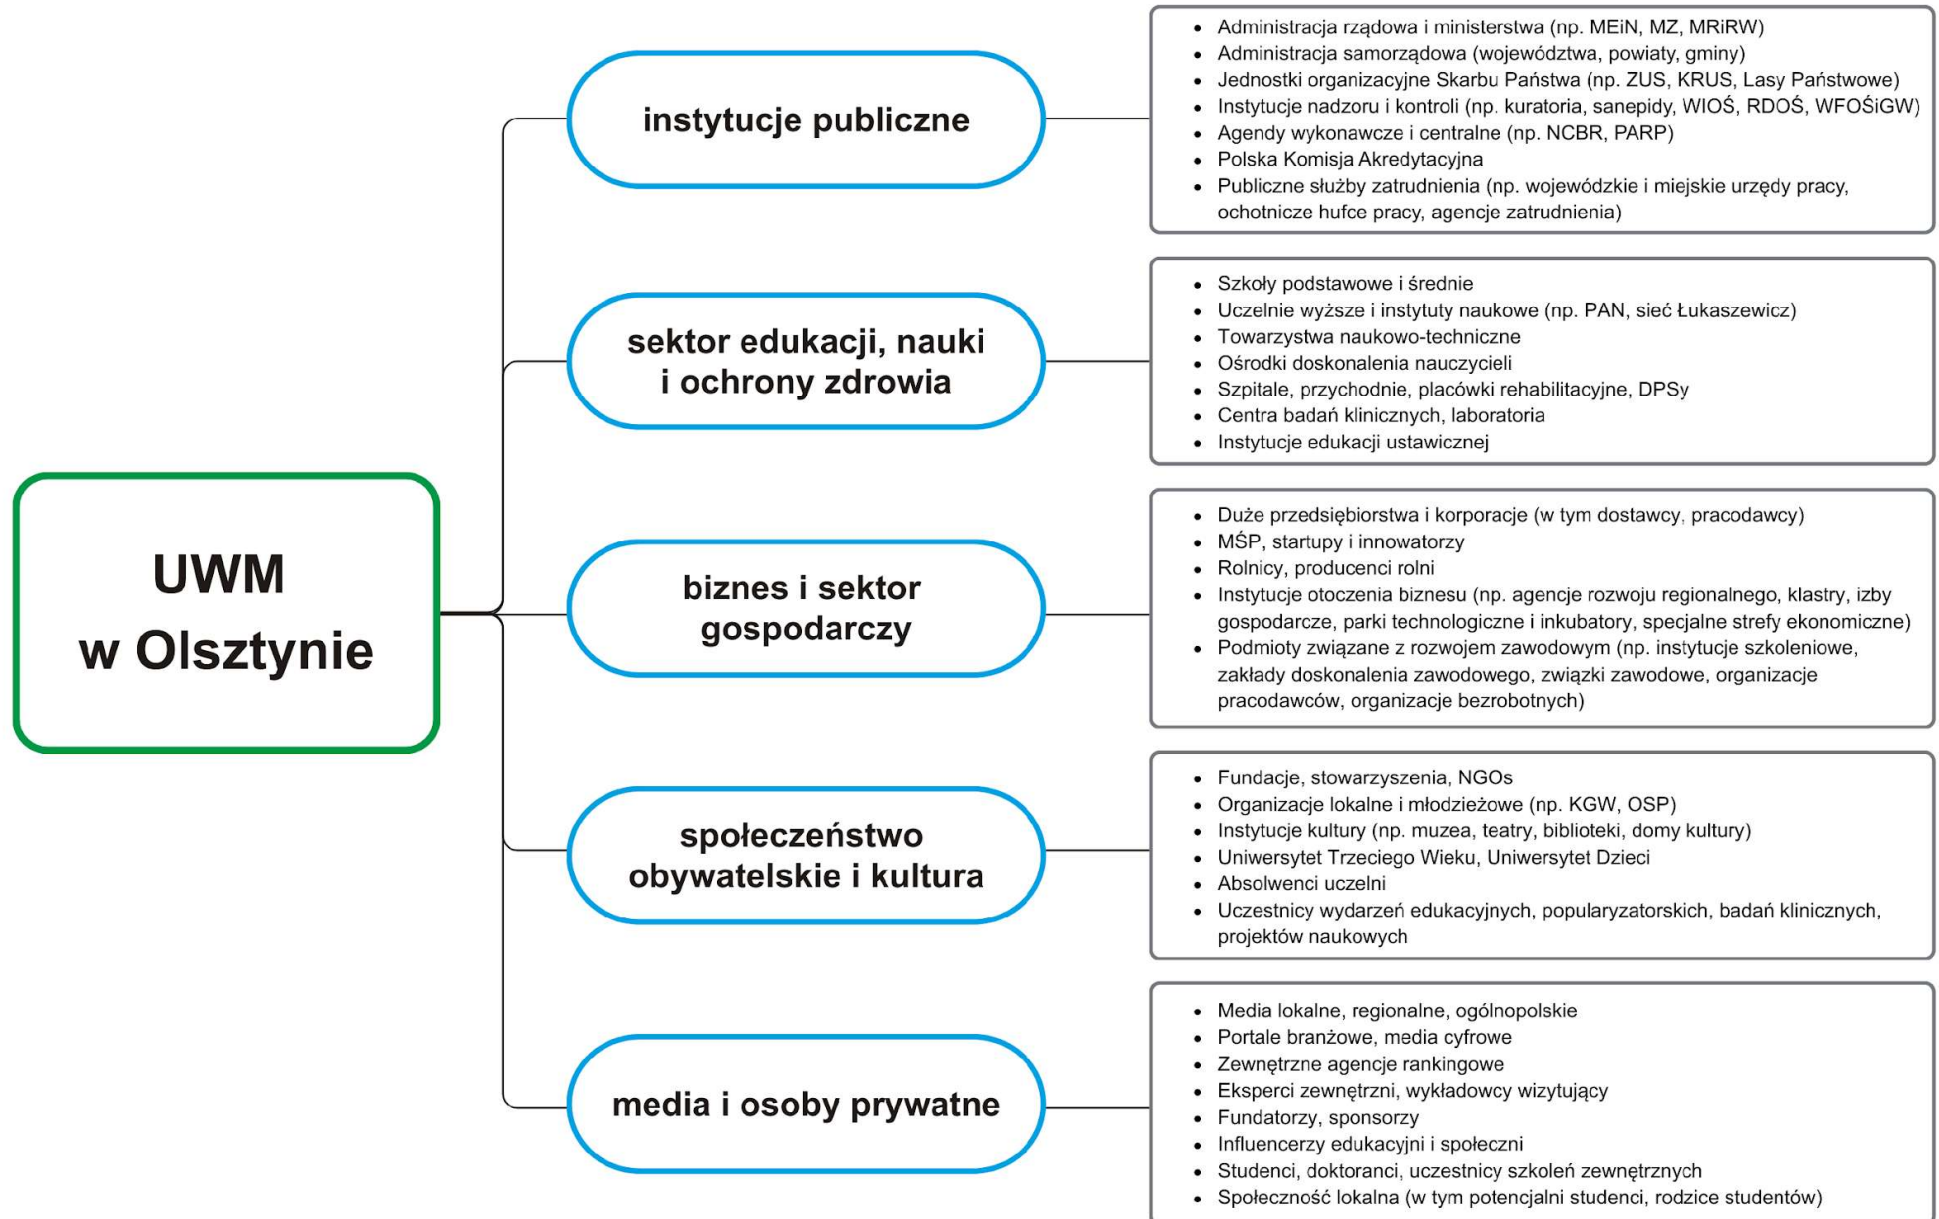 UWM
w Olsztynie
instytucje publiczne
• Administracja rządowa i ministerstwa (np. MEiN, MZ, MRiRW)
• Administracja samorządowa (województwa, powiaty, gminy)
• Jednostki organizacyjne Skarbu Państwa (np. ZUS, KRUS, Lasy Państwowe)
• Instytucje nadzoru i kontroli (np. kuratoria, sanepidy, WIOŚ, RDOŚ, WFOŚiGW)
• Agendy wykonawcze i centralne (np. NCBR, PARP)
• Polska Komisja Akredytacyjna
• Publiczne służby zatrudnienia (np. wojewódzkie i miejskie urzędy pracy,
ochotnicze hufce pracy, agencje zatrudnienia)
sektor edukacji, nauki
i ochrony zdrowia
• Szkoły podstawowe i średnie
• Uczelnie wyższe i instytuty naukowe (np. PAN, sieć Łukaszewicz)
• Towarzystwa naukowo-techniczne
• Ośrodki doskonalenia nauczycieli
• Szpitale, przychodnie, placówki rehabilitacyjne, DPSy
• Centra badań klinicznych, laboratoria
• Instytucje edukacji ustawicznej
biznes i sektor
gospodarczy
• Duże przedsiębiorstwa i korporacje (w tym dostawcy, pracodawcy)
• MŚP, startupy i innowatorzy
• Rolnicy, producenci rolni
• Instytucje otoczenia biznesu (np. agencje rozwoju regionalnego, klastry, izby
gospodarcze, parki technologiczne i inkubatory, specjalne strefy ekonomiczne)
• Podmioty związane z rozwojem zawodowym (np. instytucje szkoleniowe,
zakłady doskonalenia zawodowego, związki zawodowe, organizacje
pracodawców, organizacje bezrobotnych)
społeczeństwo
obywatelskie i kultura
• Fundacje, stowarzyszenia, NGOs
• Organizacje lokalne i młodzieżowe (np. KGW, OSP)
• Instytucje kultury (np. muzea, teatry, biblioteki, domy kultury)
• Uniwersytet Trzeciego Wieku, Uniwersytet Dzieci
• Absolwenci uczelni
• Uczestnicy wydarzeń edukacyjnych, popularyzatorskich, badań klinicznych,
projektów naukowych
media i osoby prywatne
• Media lokalne, regionalne, ogólnopolskie
• Portale branżowe, media cyfrowe
• Zewnętrzne agencje rankingowe
• Eksperci zewnętrzni, wykładowcy wizytujący
• Fundatorzy, sponsorzy
• Influencerzy edukacyjni i społeczni
• Studenci, doktoranci, uczestnicy szkoleń zewnętrznych
• Społeczność lokalna (w tym potencjalni studenci, rodzice studentów)